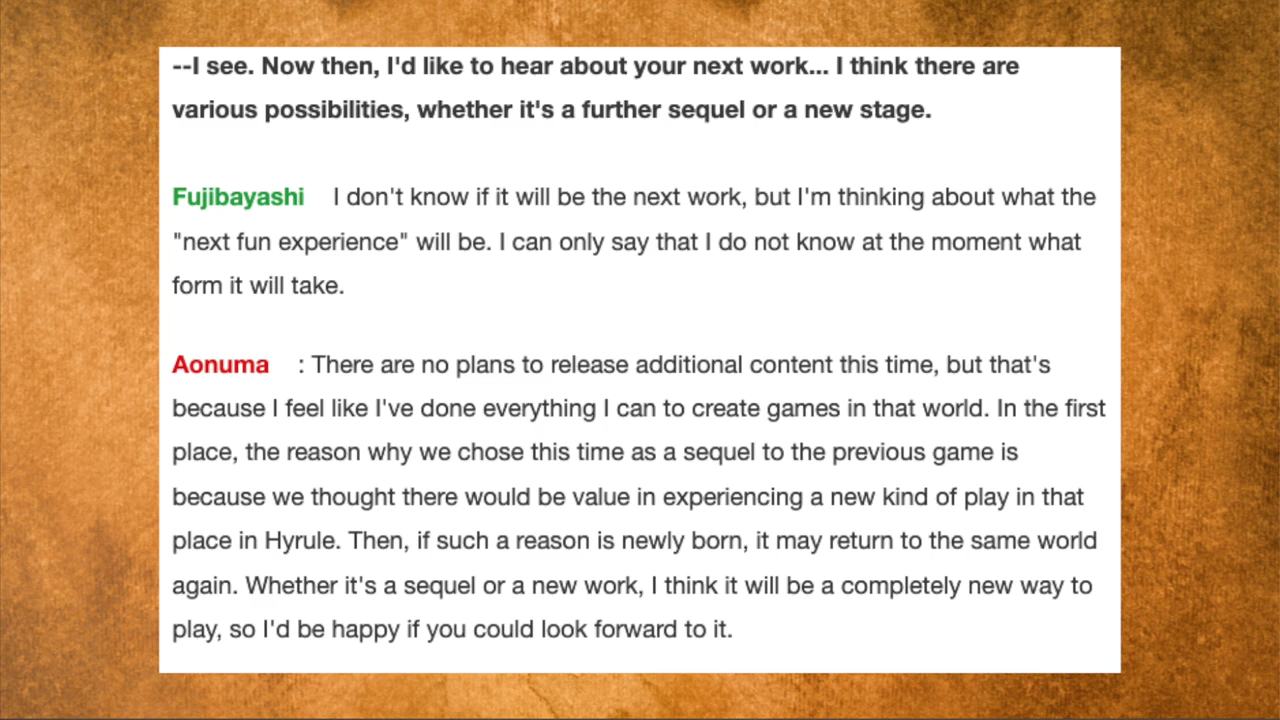 --I see. Now then, I'd like to hear about your next work... I think there are
various possibilities, whether it's a further sequel or a new stage.
Fujibayashi I don't know if it will be the next work, but I'm thinking about what the
"next fun experience" will be. I can only say that I do not know at the moment what
form it will take.
Aonuma : There are no plans to release additional content this time, but that's
because I feel like I've done everything I can to create games in that world. In the first
place, the reason why we chose this time as a sequel to the previous game is
because we thought there would be value in experiencing a new kind of play in that
place in Hyrule. Then, if such a reason is newly born, it may return to the same world
again. Whether it's a sequel or a new work, I think it will be a completely new way to
play, so I'd be happy if you could look forward to it.